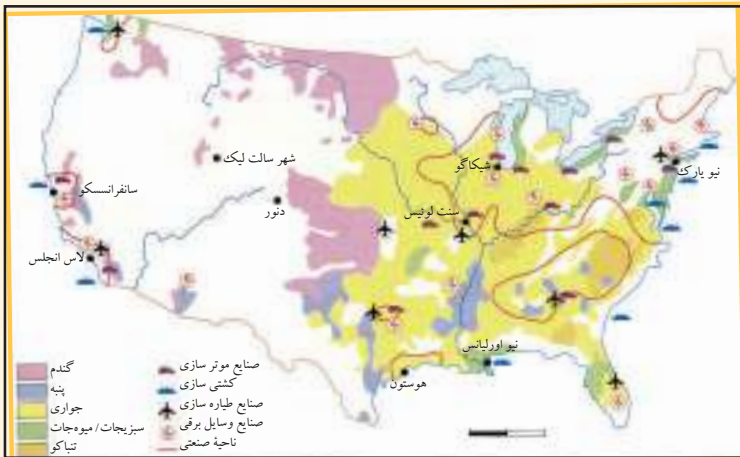 شهر سالت لیک
سانفرانسسکو
دنور
لاس انجلس
شیکاگو
نیو یارک
سنت لوئیس
نیو اورلیانس
هوستون
گندم
پنبه
جواری
سبزیجات/ میوه‌جات
تنباکو
صنایع موتر سازی
کشتی سازی
صنایع طیاره سازی
صنایع وسایل برقی
ناحیهٔ صنعتی